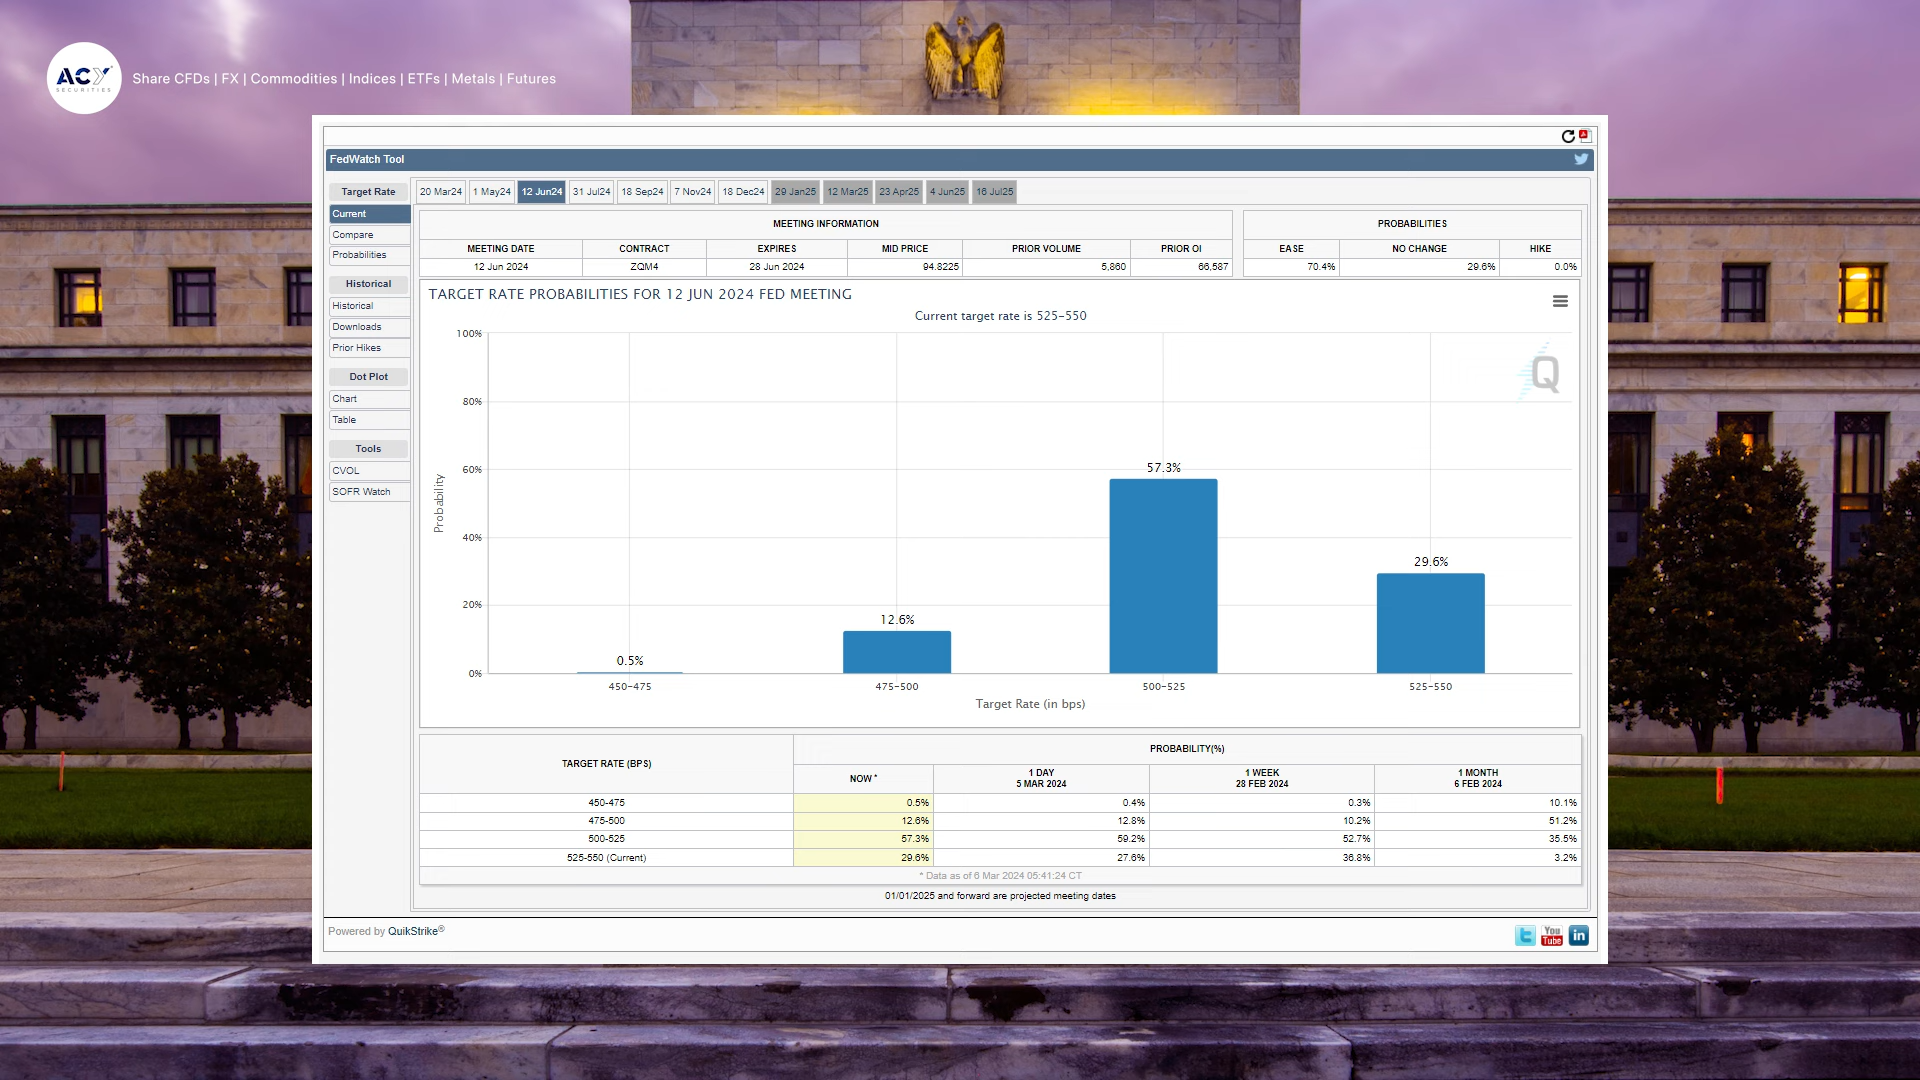 ACY
SECURITIES
Share CFDs | FX | Commodities | Indices | ETFs | Metals | Futures
FedWatch Tool
Target Rate
Current
Compare
Probabilities
Historical
Historical
Downloads
Prior Hikes
Dot Plot
Chart
Table
Tools
CVOL
SOFR Watch
20 Mar24 1 May24 12 Jun24 31 Jul24 18 Sep24 7 Nov24 18 Dec24 29 Jan25 12 Mar25 23 Apr25 4 Jun25 16 Jul25
MEETING INFORMATION
MEETING DATE CONTRACT EXPIRES MID PRICE PRIOR VOLUME PRIOR OI
12 Jun 2024 ZQM4 28 Jun 2024 94.8225 5,860 66,587
PROBABILITIES
EASE NO CHANGE HIKE
70.4% 29.6% 0.0%
TARGET RATE PROBABILITIES FOR 12 JUN 2024 FED MEETING
Current target rate is 525-550
Q
Probability
100%
80%
60%
40%
20%
0%
0.5%
12.6%
57.3%
29.6%
450-475 475-500 500-525 525-550
Target Rate (in bps)
TARGET RATE (BPS) PROBABILITY(%)
NOW * 1 DAY 5 MAR 2024 1 WEEK 28 FEB 2024 1 MONTH 6 FEB 2024
450-475 0.5% 0.4% 0.3% 10.1%
475-500 12.6% 12.8% 10.2% 51.2%
500-525 57.3% 59.2% 52.7% 35.5%
525-550 (Current) 29.6% 27.6% 36.8% 3.2%
* Data as of 6 Mar 2024 05:41:24 CT
01/01/2025 and forward are projected meeting dates
Powered by QuikStrike®
You Tube
in